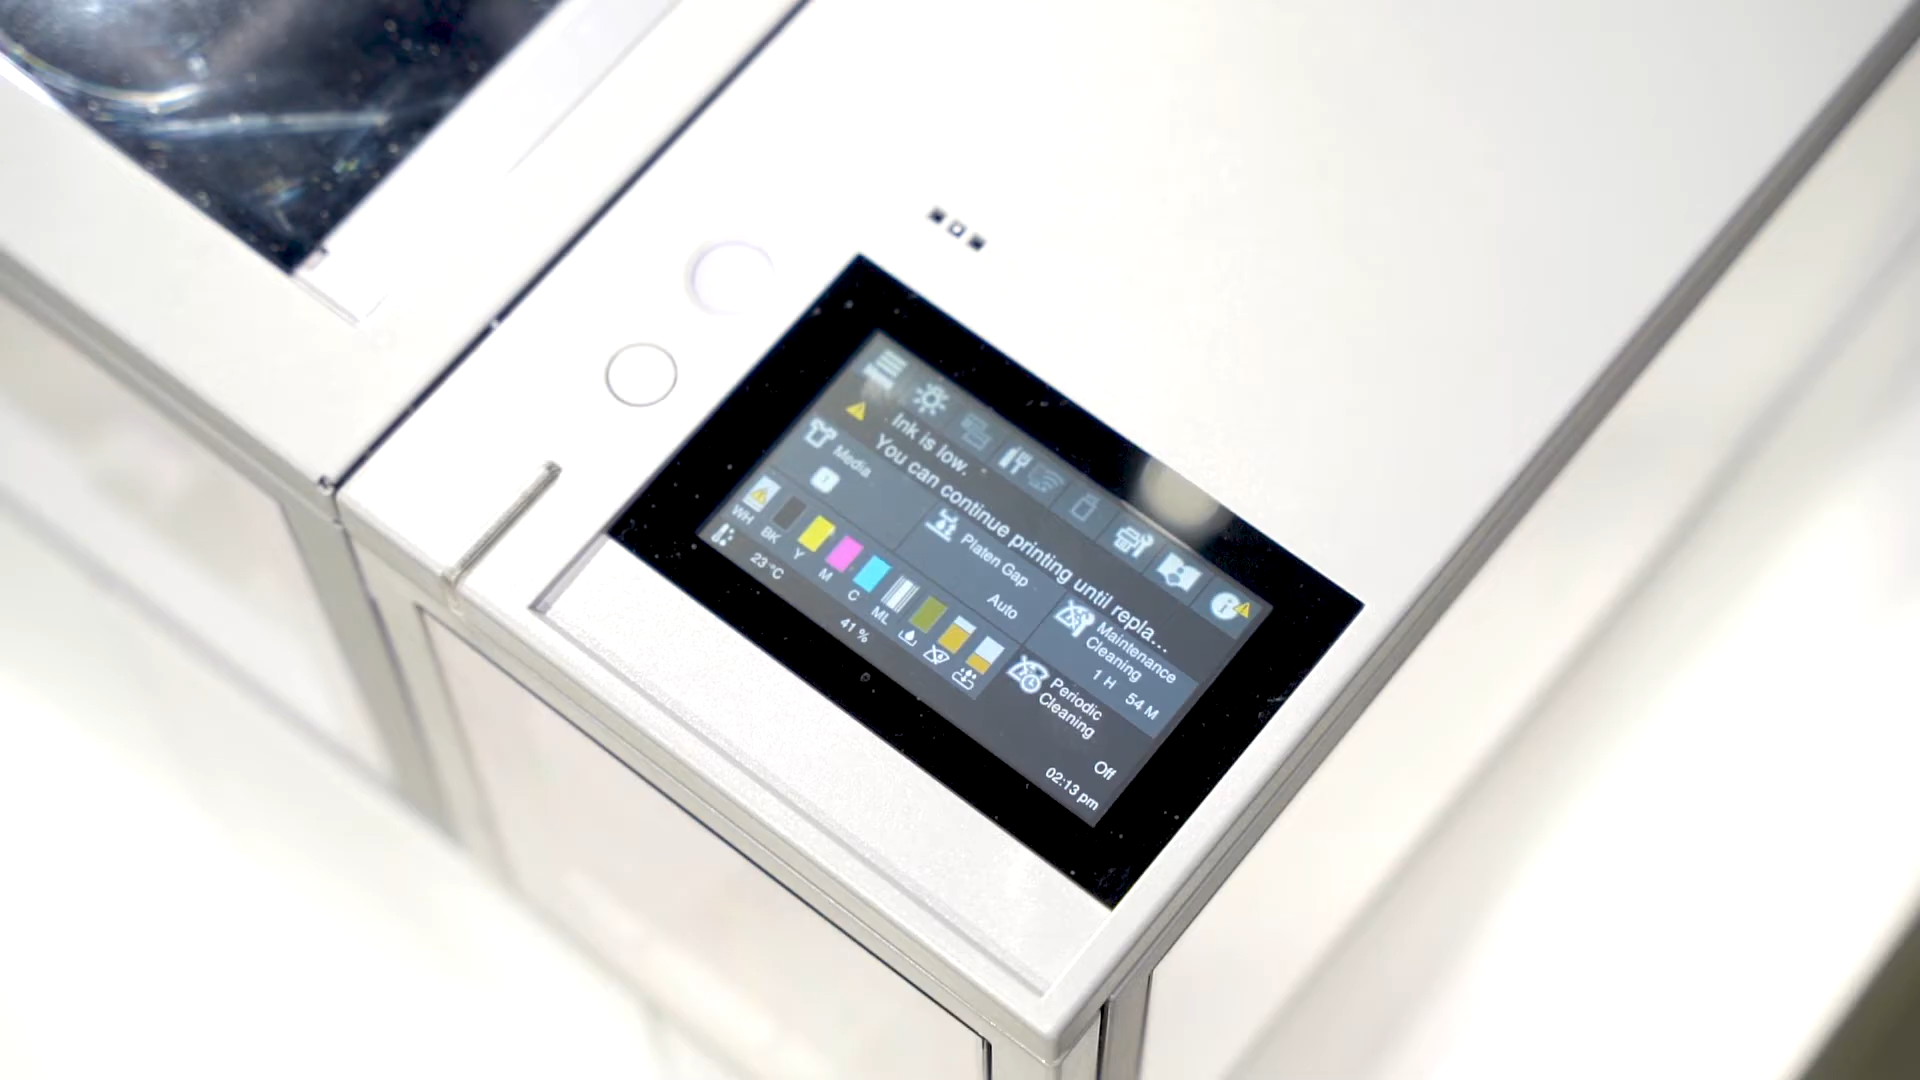 Ink is low.
You can continue printing until repla...
Media
1
Platen Gap
Auto
Maintenance
Cleaning
1 H 54 M
Periodic
Cleaning
Off
WH BK Y M C ML
23 °C
41 %
02:13 pm